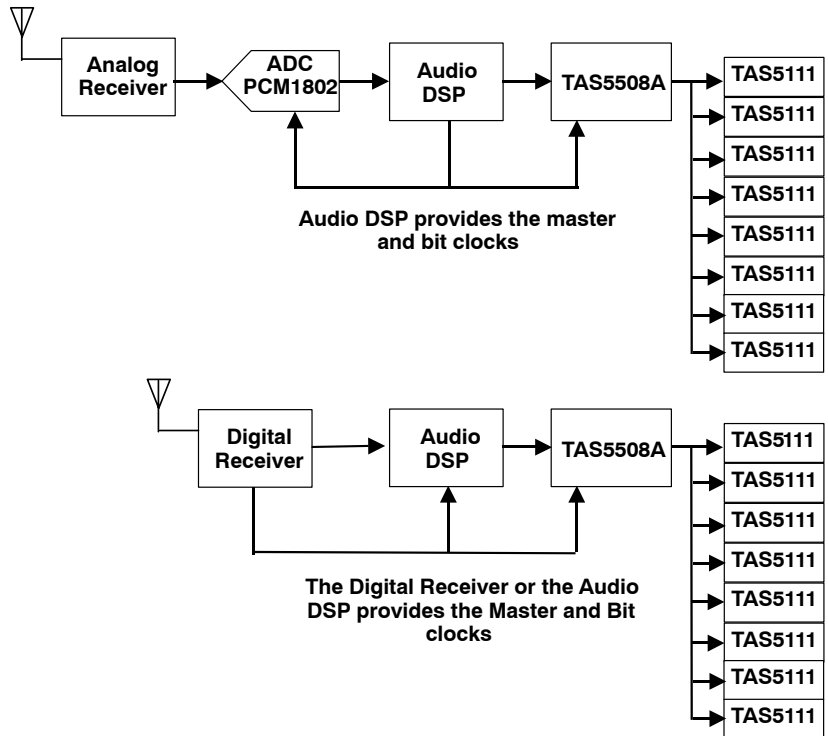 Analog
Receiver
ADC
PCM1802
Audio
DSP
TAS5508A
TAS5111
TAS5111
TAS5111
TAS5111
TAS5111
TAS5111
TAS5111
TAS5111
Audio DSP provides the master
and bit clocks
Digital
Receiver
Audio
DSP
TAS5508A
TAS5111
TAS5111
TAS5111
TAS5111
TAS5111
TAS5111
TAS5111
TAS5111
The Digital Receiver or the Audio
DSP provides the Master and Bit
clocks